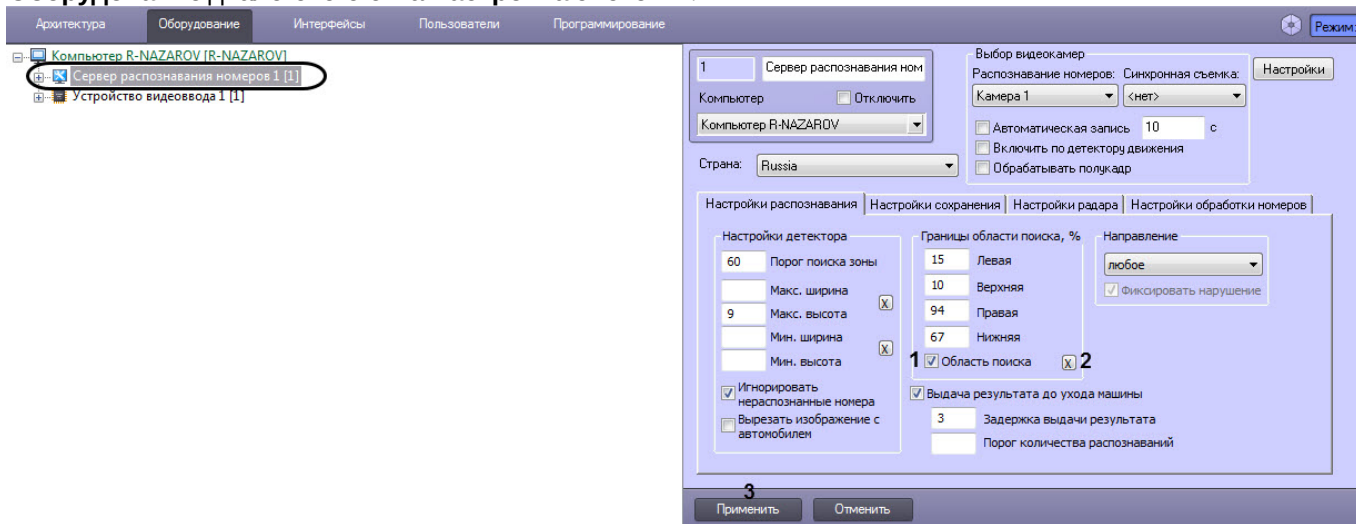 Архитектура Оборудование Интерфейсы Пользователи Программирование Режим:
Компьютер R-NAZAROV [R-NAZAROV]
Сервер распознавания номеров 1 [1]
Устройство видеоввода 1 [1]
1 Сервер распознавания ном
Компьютер Отключить
Компьютер R-NAZAROV
Страна: Russia
Выбор видеокамер
Распознавание номеров: Синхронная съемка:
Камера 1 <нет>
Настройки
Автоматическая запись 10 с
Включить по детектору движения
Обрабатывать полукадр
Настройки распознавания Настройки сохранения Настройки радара Настройки обработки номеров
Настройки детектора
60 Порог поиска зоны
Макс. ширина
X
9 Макс. высота
Мин. ширина
X
Мин. высота
Игнорировать
нераспознанные номера
Вырезать изображение с
автомобилем
Границы области поиска, %
15 Левая
10 Верхняя
94 Правая
67 Нижняя
1 Область поиска X 2
Направление
любое
Фиксировать нарушение
Выдача результата до ухода машины
3 Задержка выдачи результата
Порог количества распознаваний
3
Применить Отменить